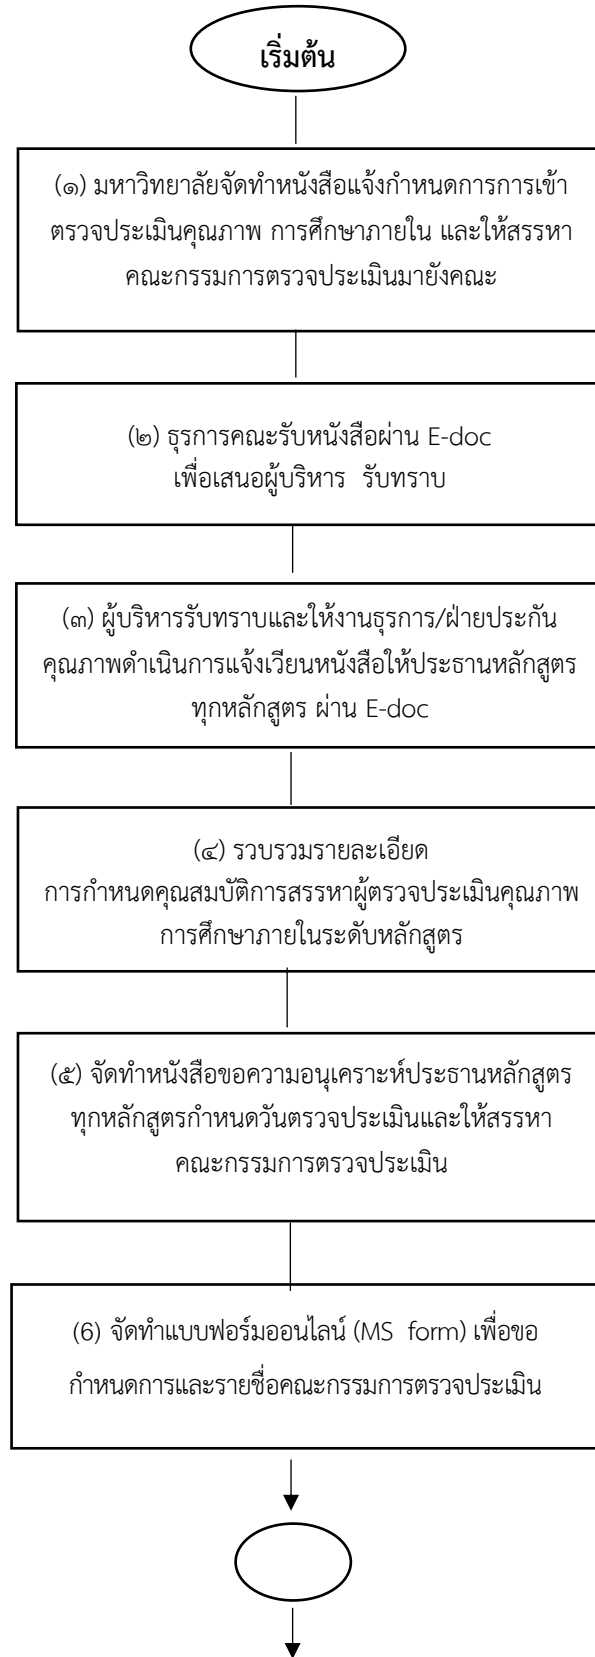 เริ่มต้น
(๑) มหาวิทยาลัยจัดทำหนังสือแจ้งกำหนดการการเข้า
ตรวจประเมินคุณภาพ การศึกษาภายใน และให้สรรหา
คณะกรรมการตรวจประเมินมายังคณะ
(๒) ธุรการคณะรับหนังสือผ่าน E-doc
เพื่อเสนอผู้บริหาร รับทราบ
(๓) ผู้บริหารรับทราบและให้งานธุรการ/ฝ่ายประกัน
คุณภาพดำเนินการแจ้งเวียนหนังสือให้ประธานหลักสูตร
ทุกหลักสูตร ผ่าน E-doc
(๔) รวบรวมรายละเอียด
การกำหนดคุณสมบัติการสรรหาผู้ตรวจประเมินคุณภาพ
การศึกษาภายในระดับหลักสูตร
(๕) จัดทำหนังสือขอความอนุเคราะห์ประธานหลักสูตร
ทุกหลักสูตรกำหนดวันตรวจประเมินและให้สรรหา
คณะกรรมการตรวจประเมิน
(6) จัดทำแบบฟอร์มออนไลน์ (MS form) เพื่อขอ
กำหนดการและรายชื่อคณะกรรมการตรวจประเมิน